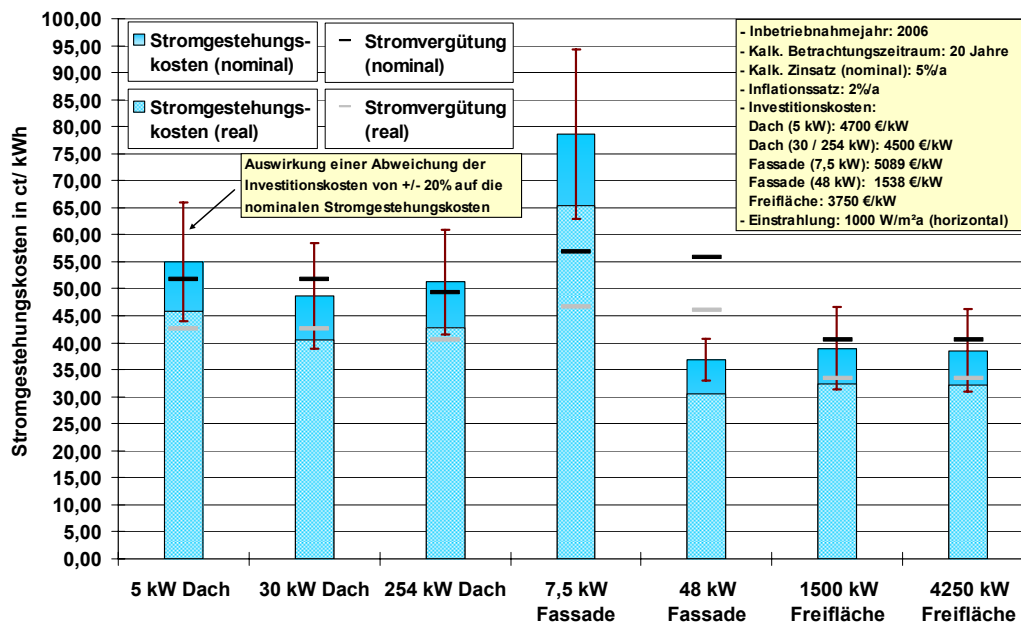 100,00
95,00
90,00
85,00
80,00
75,00
70,00
65,00
60,00
55,00
50,00
45,00
40,00
35,00
30,00
25,00
20,00
15,00
10,00
5,00
0,00
Stromgestehungskosten in ct/ kWh
Stromgestehungs-
kosten (nominal)
Stromvergütung
(nominal)
Stromgestehungs-
kosten (real)
Stromvergütung
(real)
Auswirkung einer Abweichung der
Investitionskosten von +/- 20% auf die
nominalen Stromgestehungskosten
- Inbetriebnahmejahr: 2006
- Kalk. Betrachtungszeitraum: 20 Jahre
- Kalk. Zinsatz (nominal): 5%/a
- Inflationssatz: 2%/a
- Investitionskosten:
Dach (5 kW): 4700 €/kW
Dach (30 / 254 kW): 4500 €/kW
Fassade (7,5 kW): 5089 €/kW
Fassade (48 kW): 1538 €/kW
Freifläche: 3750 €/kW
- Einstrahlung: 1000 W/m²a (horizontal)
5 kW Dach
30 kW Dach
254 kW Dach
7,5 kW
Fassade
48 kW
Fassade
1500 kW
Freifläche
4250 kW
Freifläche